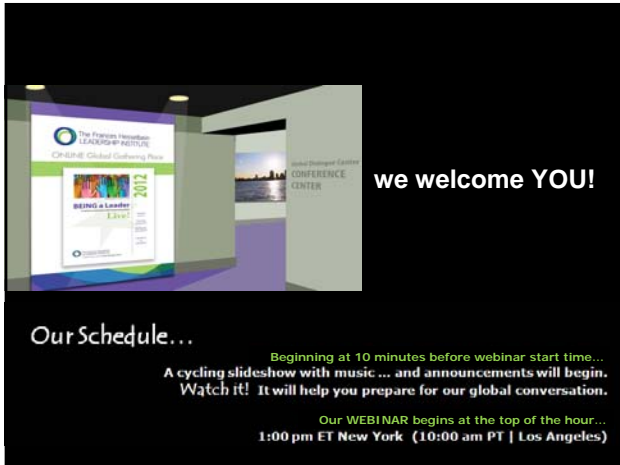 The Frances Hesselbein
LEADERSHIP INSTITUTE
ONLINE Global Gathering Place
2012
BEING a Leader
Live!
Global Dialogue Center
CONFERENCE
CENTER
we welcome YOU!
Our Schedule...
Beginning at 10 minutes before webinar start time...
A cycling slideshow with music ... and announcements will begin.
Watch it! It will help you prepare for our global conversation.
Our WEBINAR begins at the top of the hour...
1:00 pm ET New York (10:00 am PT | Los Angeles)